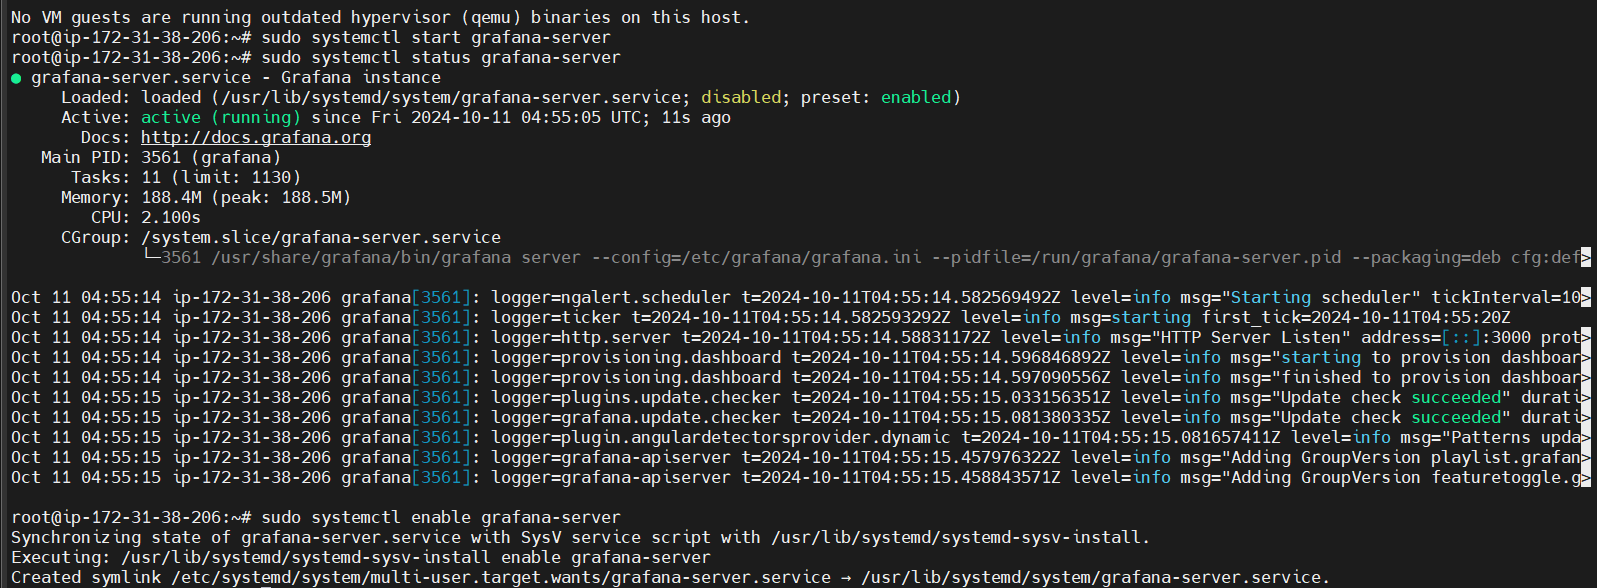 No VM guests are running outdated hypervisor (qemu) binaries on this host.
root@ip-172-31-38-206:~# sudo systemctl start grafana-server
root@ip-172-31-38-206:~# sudo systemctl status grafana-server
● grafana-server.service - Grafana instance
     Loaded: loaded (/usr/lib/systemd/system/grafana-server.service; disabled; preset: enabled)
     Active: active (running) since Fri 2024-10-11 04:55:05 UTC; 11s ago
       Docs: http://docs.grafana.org
   Main PID: 3561 (grafana)
      Tasks: 11 (limit: 1130)
     Memory: 188.4M (peak: 188.5M)
        CPU: 2.100s
     CGroup: /system.slice/grafana-server.service
             └─3561 /usr/share/grafana/bin/grafana server --config=/etc/grafana/grafana.ini --pidfile=/run/grafana/grafana-server.pid --packaging=deb cfg:def>
Oct 11 04:55:14 ip-172-31-38-206 grafana[3561]: logger=ngalert.scheduler t=2024-10-11T04:55:14.582569492Z level=info msg="Starting scheduler" tickInterval=10>
Oct 11 04:55:14 ip-172-31-38-206 grafana[3561]: logger=ticker t=2024-10-11T04:55:14.582593292Z level=info msg=starting first_tick=2024-10-11T04:55:20Z
Oct 11 04:55:14 ip-172-31-38-206 grafana[3561]: logger=http.server t=2024-10-11T04:55:14.58831172Z level=info msg="HTTP Server Listen" address=[::]:3000 prot>
Oct 11 04:55:14 ip-172-31-38-206 grafana[3561]: logger=provisioning.dashboard t=2024-10-11T04:55:14.596846892Z level=info msg="starting to provision dashboar>
Oct 11 04:55:14 ip-172-31-38-206 grafana[3561]: logger=provisioning.dashboard t=2024-10-11T04:55:14.597090556Z level=info msg="finished to provision dashboar>
Oct 11 04:55:15 ip-172-31-38-206 grafana[3561]: logger=plugins.update.checker t=2024-10-11T04:55:15.033156351Z level=info msg="Update check succeeded" durati>
Oct 11 04:55:15 ip-172-31-38-206 grafana[3561]: logger=grafana.update.checker t=2024-10-11T04:55:15.081380335Z level=info msg="Update check succeeded" durati>
Oct 11 04:55:15 ip-172-31-38-206 grafana[3561]: logger=plugin.angulardetectorsprovider.dynamic t=2024-10-11T04:55:15.081657411Z level=info msg="Patterns upda>
Oct 11 04:55:15 ip-172-31-38-206 grafana[3561]: logger=grafana-apiserver t=2024-10-11T04:55:15.457976322Z level=info msg="Adding GroupVersion playlist.grafan>
Oct 11 04:55:15 ip-172-31-38-206 grafana[3561]: logger=grafana-apiserver t=2024-10-11T04:55:15.458843571Z level=info msg="Adding GroupVersion featuretoggle.g>
root@ip-172-31-38-206:~# sudo systemctl enable grafana-server
Synchronizing state of grafana-server.service with SysV service script with /usr/lib/systemd/systemd-sysv-install.
Executing: /usr/lib/systemd/systemd-sysv-install enable grafana-server
Created symlink /etc/systemd/system/multi-user.target.wants/grafana-server.service → /usr/lib/systemd/system/grafana-server.service.